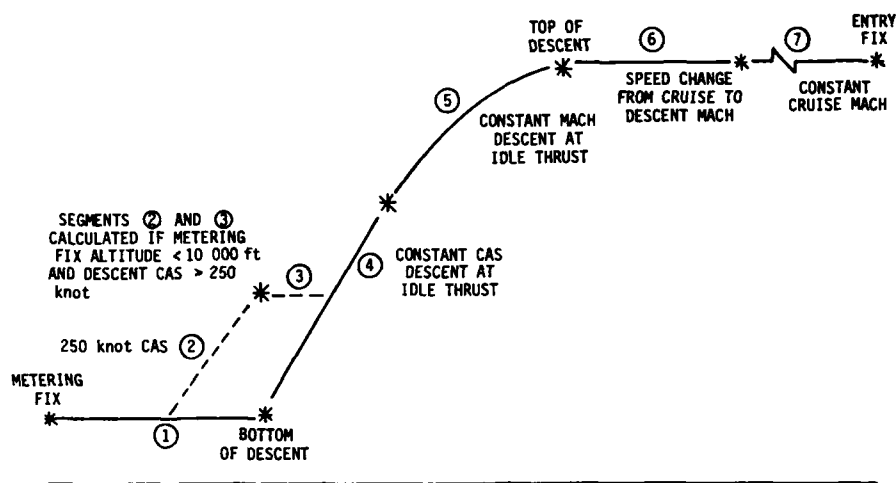 ENTRY
FIX
⑦
CONSTANT
CRUISE MACH
⑥
SPEED CHANGE
FROM CRUISE TO
DESCENT MACH
TOP OF
DESCENT
⑤
CONSTANT MACH
DESCENT AT
IDLE THRUST
SEGMENTS ② AND ③
CALCULATED IF METERING
FIX ALTITUDE < 10 000 ft
AND DESCENT CAS > 250
knot
③
④
CONSTANT CAS
DESCENT AT
IDLE THRUST
250 knot CAS ②
METERING
FIX
①
BOTTOM
OF DESCENT